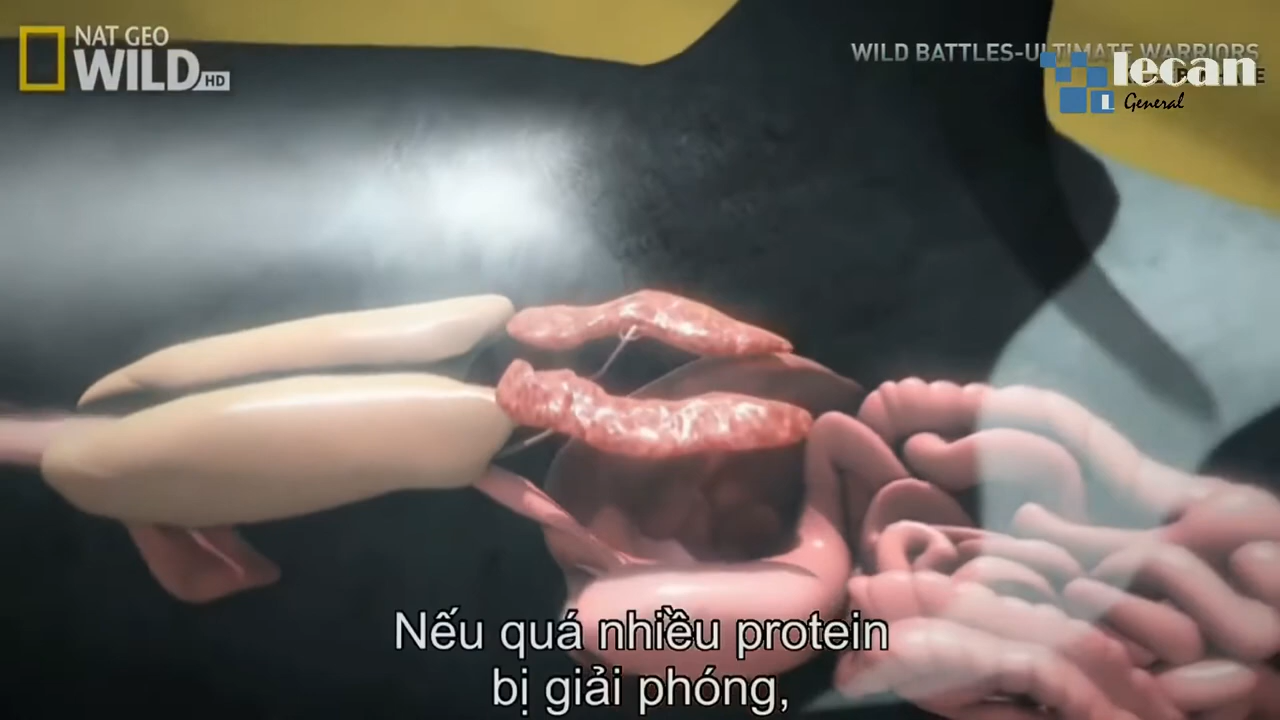 NAT GEO
WILD HD
WILD BATTLES-ULTIMATE WARRIORS
lecan
General
Nếu quá nhiều protein
bị giải phóng,